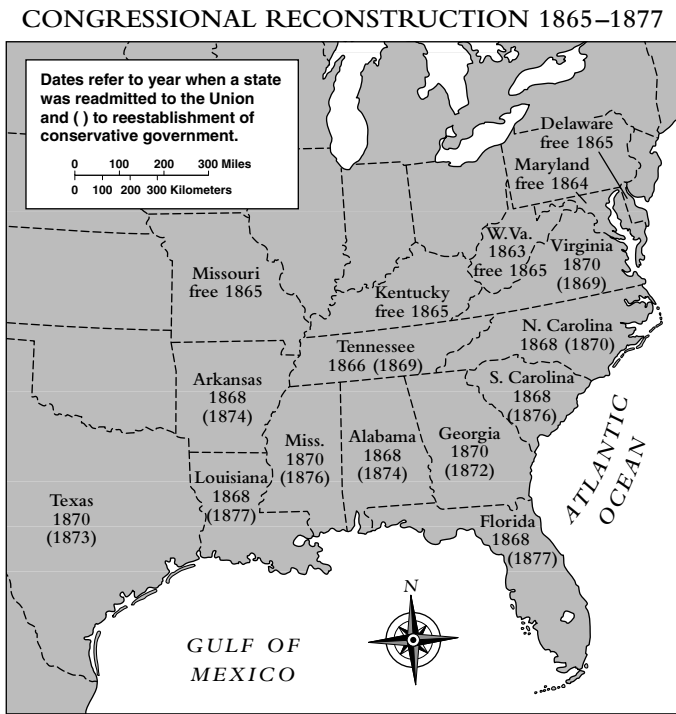 CONGRESSIONAL RECONSTRUCTION 1865–1877
Dates refer to year when a state
was readmitted to the Union
and ( ) to reestablishment of
conservative government.
0 100 200 300 Miles
0 100 200 300 Kilometers
Delaware
free 1865
Maryland
free 1864
W.Va.
1863
free 1865
Virginia
1870
(1869)
Missouri
free 1865
Kentucky
free 1865
N. Carolina
1868 (1870)
Tennessee
1866 (1869)
Arkansas
1868
(1874)
S. Carolina
1868
(1876)
Miss.
1870
(1876)
Alabama
1868
(1874)
Georgia
1870
(1872)
Louisiana
1868
(1877)
Texas
1870
(1873)
Florida
1868
(1877)
ATLANTIC
OCEAN
N
GULF OF
MEXICO